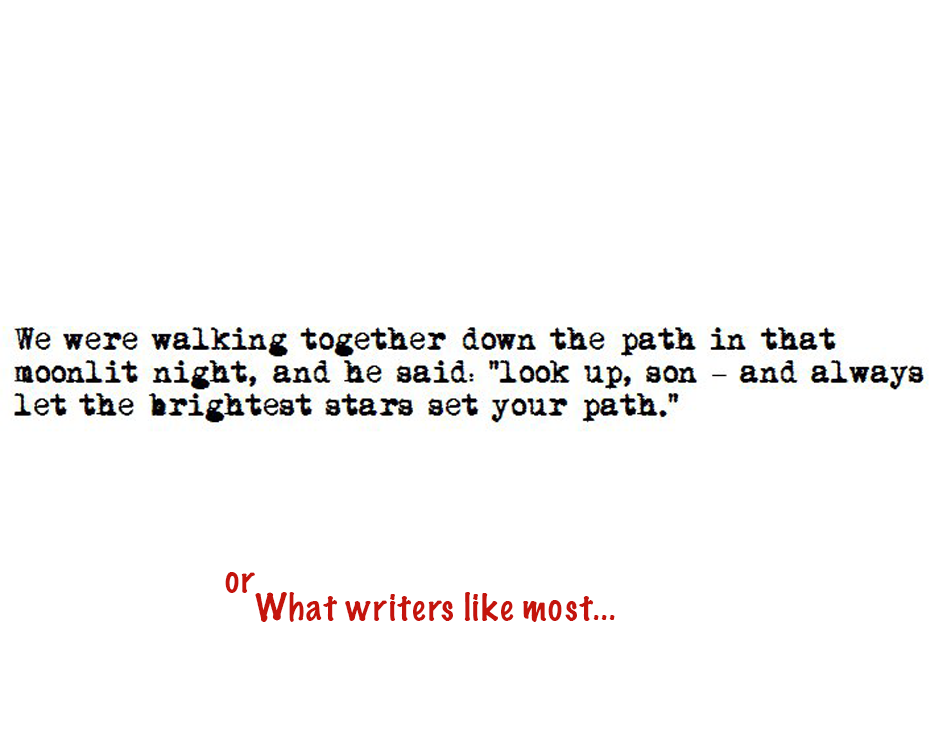 We were walking together down the path in that
moonlit night, and he said: "look up, son – and always
let the brightest stars set your path."
or
What writers like most...